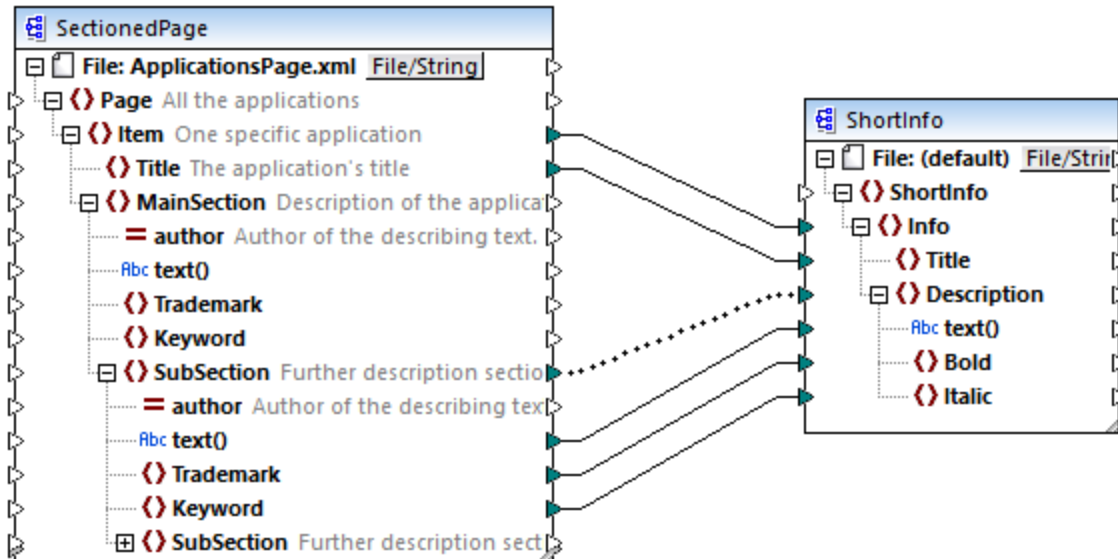 SectionedPage
File: ApplicationsPage.xml File/String
Page All the applications
Item One specific application
Title The application's title
MainSection Description of the applica
= author Author of the describing text.
Abc text()
Trademark
Keyword
SubSection Further description sectio
= author Author of the describing tex
Abc text()
Trademark
Keyword
SubSection Further description sect
ShortInfo
File: (default) File/Strin
ShortInfo
Info
Title
Description
Abc text()
Bold
Italic